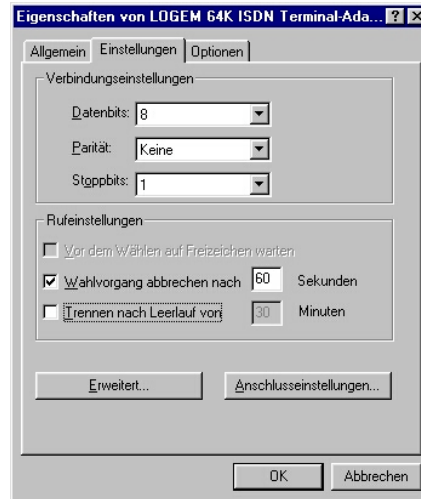 Eigenschaften von LOGEM 64K ISDN Terminal-Ada...
Allgemein Einstellungen Optionen
Verbindungseinstellungen
Datenbits: 8
Parität: Keine
Stoppbits: 1
Rufeinstellungen
Vor dem Wählen auf Freizeichen warten
Wahlvorgang abbrechen nach 60 Sekunden
Trennen nach Leerlauf von 30 Minuten
Erweitert... Anschlusseinstellungen...
OK Abbrechen